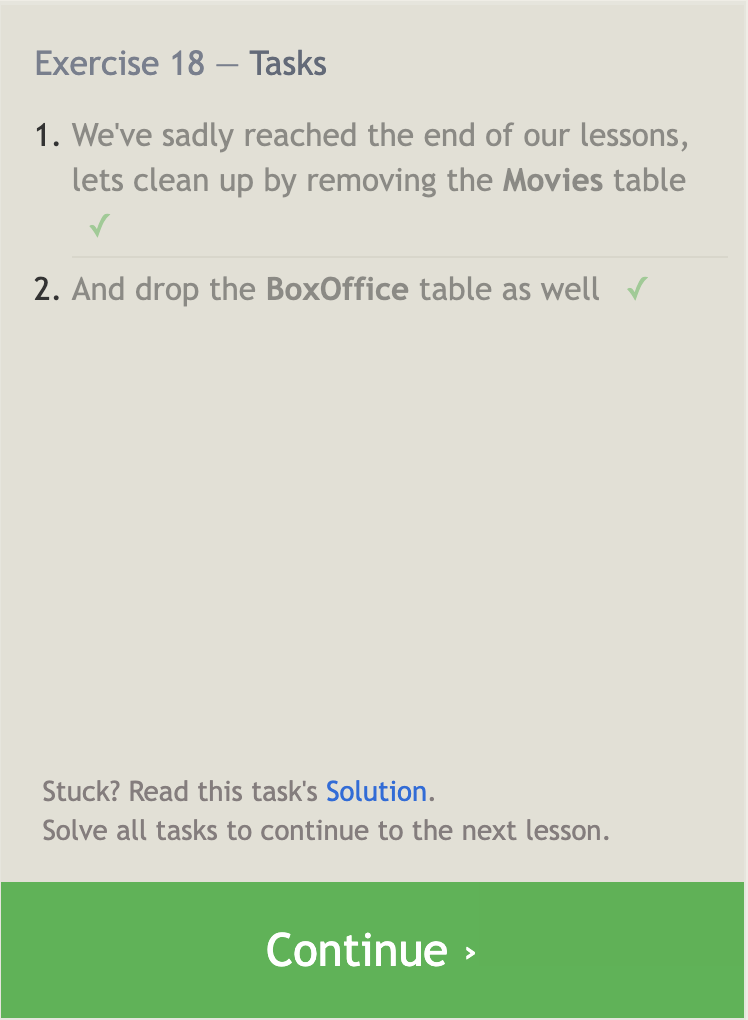 Exercise 18 — Tasks
1. We've sadly reached the end of our lessons,
lets clean up by removing the Movies table
✓
2. And drop the BoxOffice table as well ✓
Stuck? Read this task's Solution.
Solve all tasks to continue to the next lesson.
Continue ›